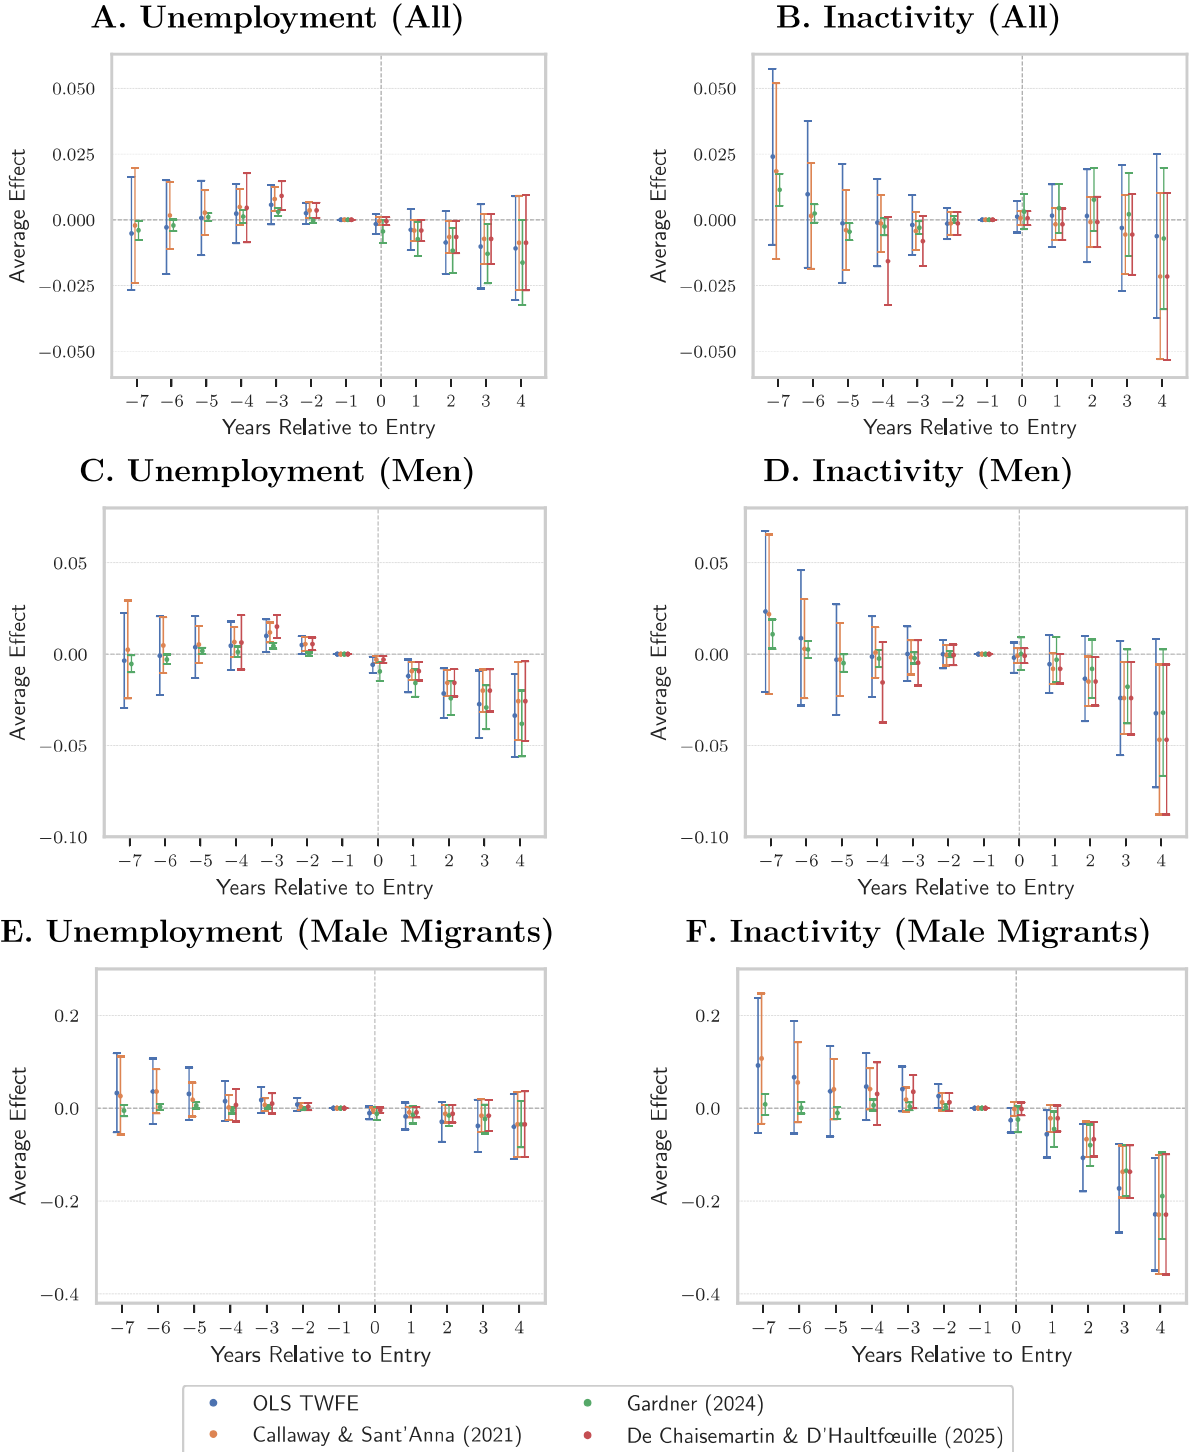 A. Unemployment (All)
B. Inactivity (All)
Average Effect
0.050
0.025
0.000
−0.025
−0.050
−7 −6 −5 −4 −3 −2 −1 0 1 2 3 4
Years Relative to Entry
Average Effect
0.050
0.025
0.000
−0.025
−0.050
−7 −6 −5 −4 −3 −2 −1 0 1 2 3 4
Years Relative to Entry
C. Unemployment (Men)
D. Inactivity (Men)
Average Effect
0.05
0.00
−0.05
−0.10
−7 −6 −5 −4 −3 −2 −1 0 1 2 3 4
Years Relative to Entry
Average Effect
0.05
0.00
−0.05
−0.10
−7 −6 −5 −4 −3 −2 −1 0 1 2 3 4
Years Relative to Entry
E. Unemployment (Male Migrants)
F. Inactivity (Male Migrants)
Average Effect
0.2
0.0
−0.2
−0.4
−7 −6 −5 −4 −3 −2 −1 0 1 2 3 4
Years Relative to Entry
Average Effect
0.2
0.0
−0.2
−0.4
−7 −6 −5 −4 −3 −2 −1 0 1 2 3 4
Years Relative to Entry
OLS TWFE
Callaway & Sant'Anna (2021)
Gardner (2024)
De Chaisemartin & D'Haultfœuille (2025)